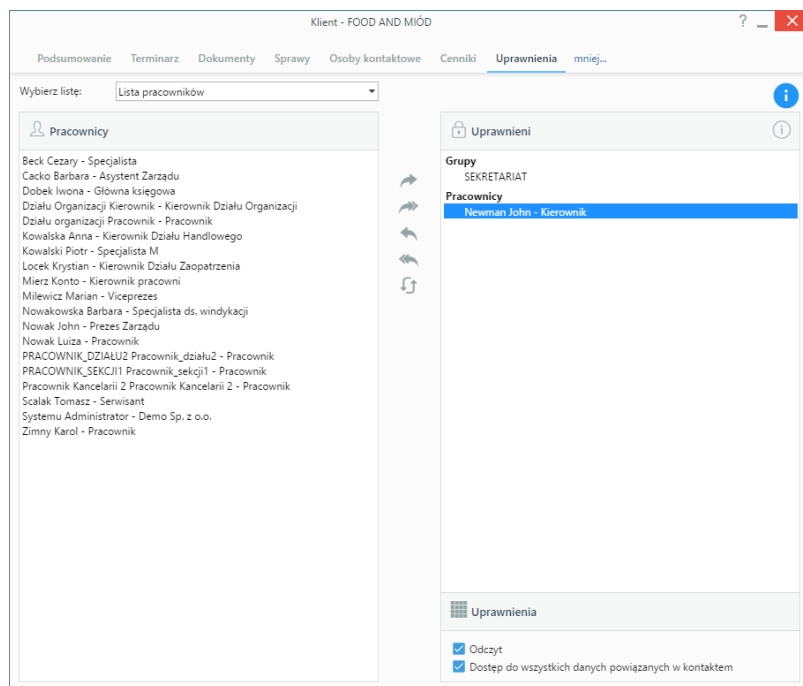 Klient - FOOD AND MIÓD
Podsumowanie Terminarz Dokumenty Sprawy Osoby kontaktowe Cenniki Uprawnienia mniej...
Wybierz listę: Lista pracowników
Pracownicy
Beck Cezary - Specjalista
Cacko Barbara - Asystent Zarządu
Dobek Iwona - Główna księgowa
Działu Organizacji Kierownik - Kierownik Działu Organizacji
Działu organizacji Pracownik - Pracownik
Kowalska Anna - Kierownik Działu Handlowego
Kowalski Piotr - Specjalista M
Locek Krystian - Kierownik Działu Zaopatrzenia
Mierz Konto - Kierownik pracowni
Milewicz Marian - Viceprezes
Nowakowska Barbara - Specjalista ds. windykacji
Nowak John - Prezes Zarządu
Nowak Luiza - Pracownik
PRACOWNIK_DZIAŁU2 Pracownik_działu2 - Pracownik
PRACOWNIK_SEKCJI1 Pracownik_sekcji1 - Pracownik
Pracownik Kancelarii 2 Pracownik Kancelarii 2 - Pracownik
Scalak Tomasz - Serwisant
Systemu Administrator - Demo Sp. z o.o.
Zimny Karol - Pracownik
Uprawnieni
Grupy
SEKRETARIAT
Pracownicy
Newman John - Kierownik
Uprawnienia
Odczyt
Dostęp do wszystkich danych powiązanych w kontaktem